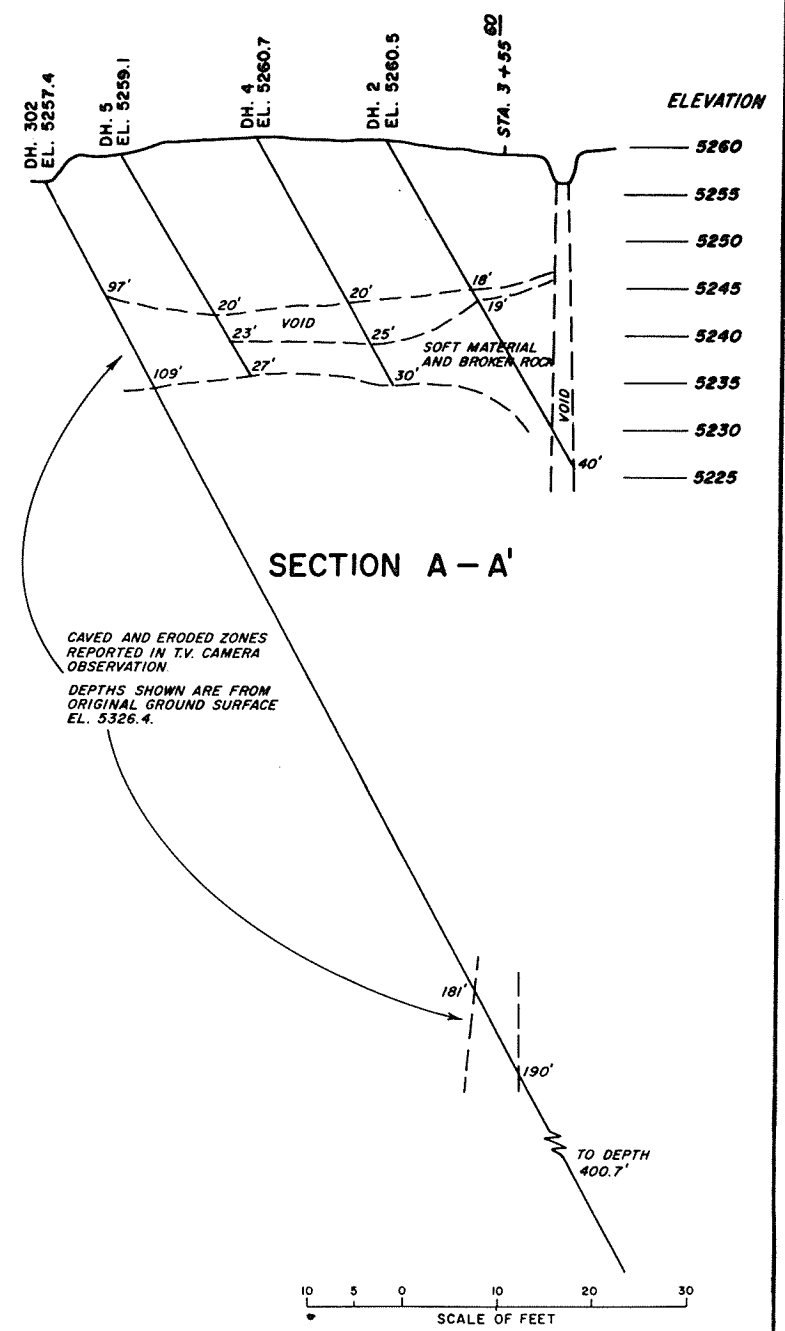 DH. 302
EL. 5257.4
DH. 5
EL. 5259.1
DH. 4
EL. 5260.7
DH. 2
EL. 5260.5
STA. 3 + 55 60
ELEVATION
5260
5255
5250
5245
5240
5235
5230
5225
97'
20'
20'
18'
19'
VOID
23'
25'
SOFT MATERIAL
AND BROKEN ROCK
109'
27'
30'
VOID
40'
SECTION A – A'
CAVED AND ERODED ZONES
REPORTED IN T.V. CAMERA
OBSERVATION.
DEPTHS SHOWN ARE FROM
ORIGINAL GROUND SURFACE
EL. 5326.4.
181'
190'
TO DEPTH
400.7'
10 5 0 10 20 30
SCALE OF FEET